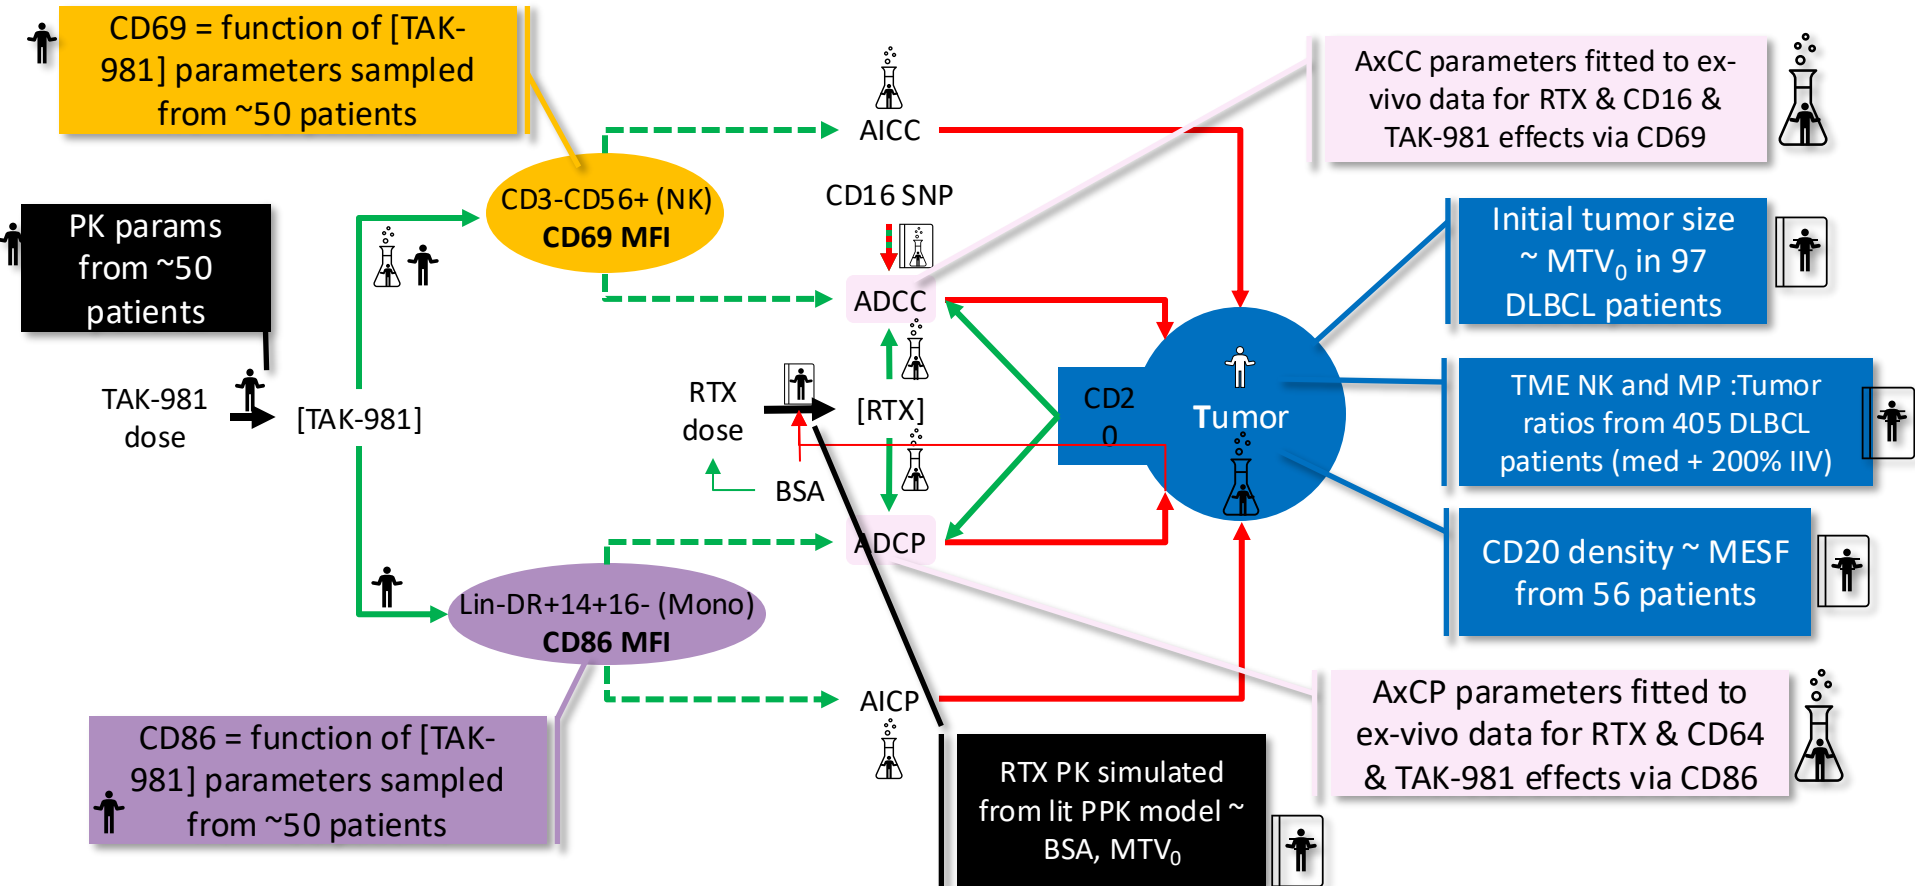 CD69 = function of [TAK-
981] parameters sampled
from ~50 patients
AICC
AxCC parameters fitted to ex-
vivo data for RTX & CD16 &
TAK-981 effects via CD69
CD3-CD56+ (NK)
CD69 MFI
CD16 SNP
PK params
from ~50
patients
Initial tumor size
~ MTV₀ in 97
DLBCL patients
ADCC
TAK-981
dose
[TAK-981]
RTX
dose
[RTX]
CD2
0
Tumor
TME NK and MP :Tumor
ratios from 405 DLBCL
patients (med + 200% IIV)
BSA
ADCP
CD20 density ~ MESF
from 56 patients
Lin-DR+14+16- (Mono)
CD86 MFI
AICP
CD86 = function of [TAK-
981] parameters sampled
from ~50 patients
RTX PK simulated
from lit PPK model ~
BSA, MTV₀
AxCP parameters fitted to
ex-vivo data for RTX & CD64
& TAK-981 effects via CD86